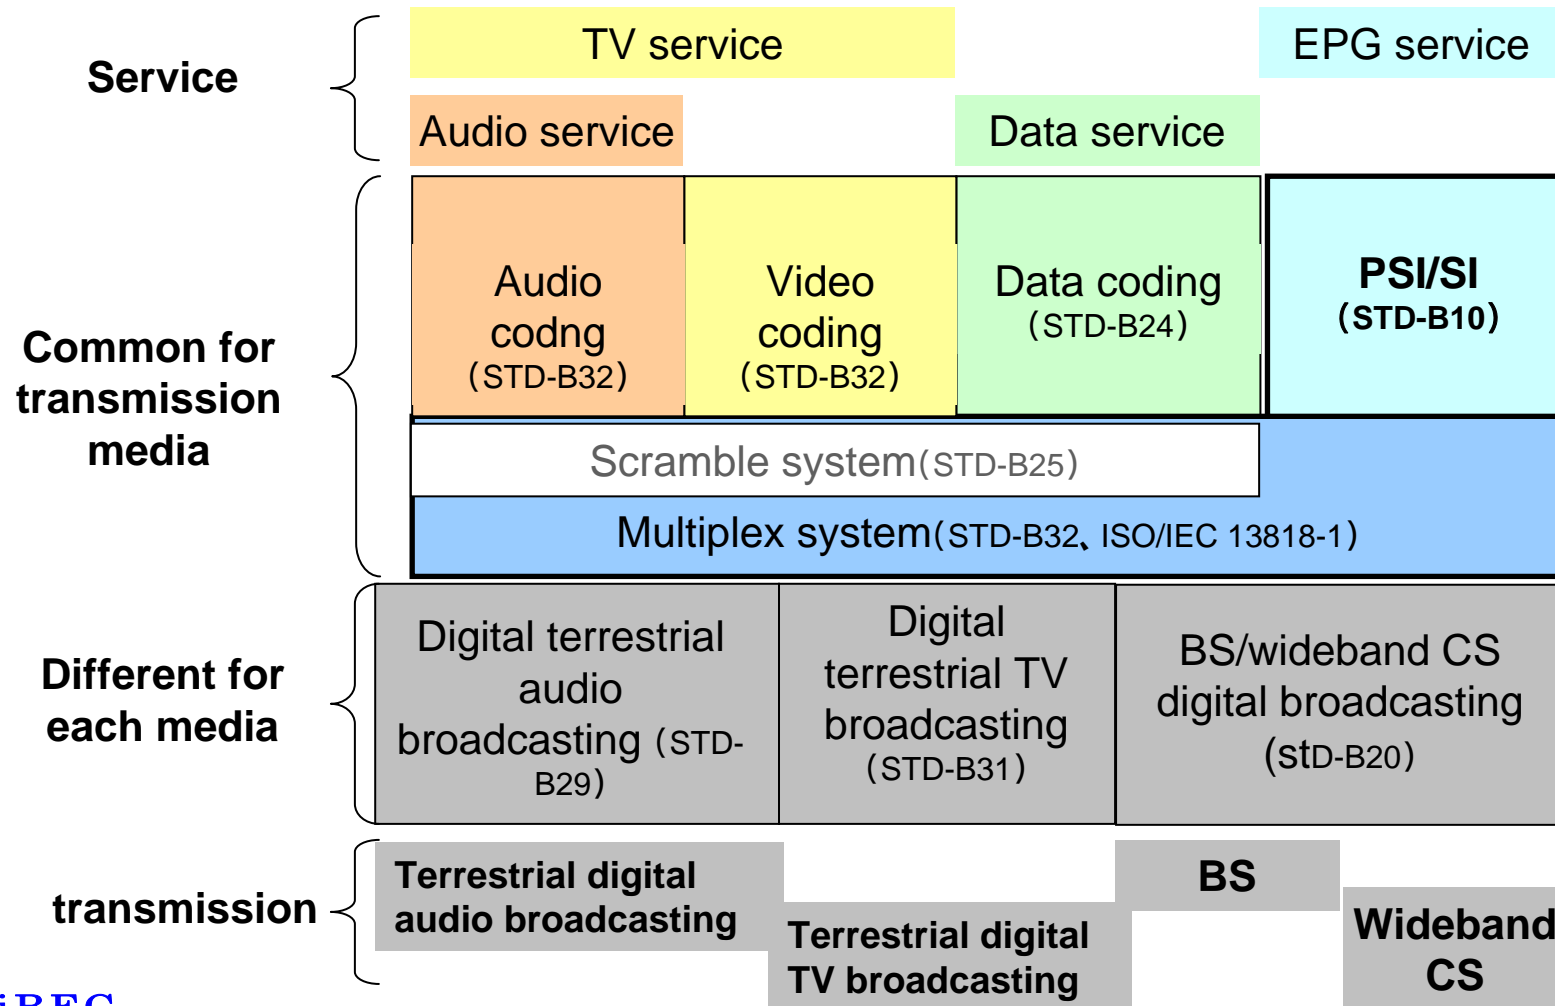 Service
TV service
EPG service
Audio service
Data service
Common for
transmission
media
Audio
codng
(STD-B32)
Video
coding
(STD-B32)
Data coding
(STD-B24)
PSI/SI
(STD-B10)
Scramble system(STD-B25)
Multiplex system(STD-B32、ISO/IEC 13818-1)
Different for
each media
Digital terrestrial
audio
broadcasting (STD-
B29)
Digital
terrestrial TV
broadcasting
(STD-B31)
BS/wideband CS
digital broadcasting
(stD-B20)
transmission
Terrestrial digital
audio broadcasting
Terrestrial digital
TV broadcasting
BS
Wideband
CS